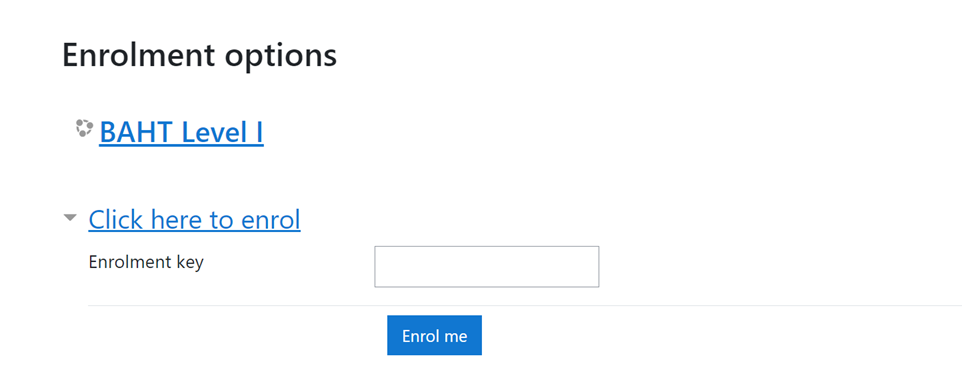 Enrolment options
BAHT Level I
Click here to enrol
Enrolment key
Enrol me